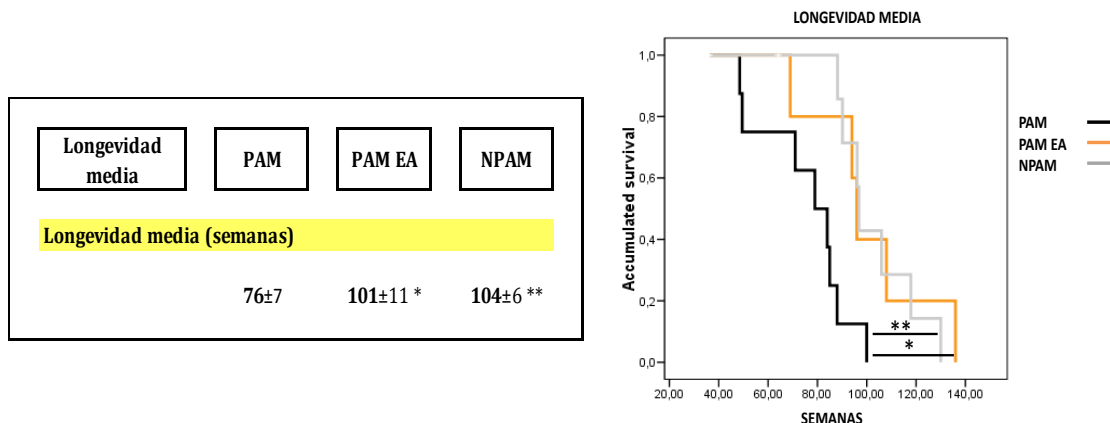 Longevidad
media
PAM
PAM EA
NPAM
Longevidad media (semanas)
76±7
101±11 *
104±6 **
LONGEVIDAD MEDIA
Accumulated survival
1,0
0,8
0,6
0,4
0,2
0,0
20,00
40,00
60,00
80,00
100,00
120,00
140,00
SEMANAS
**
*
PAM
PAM EA
NPAM